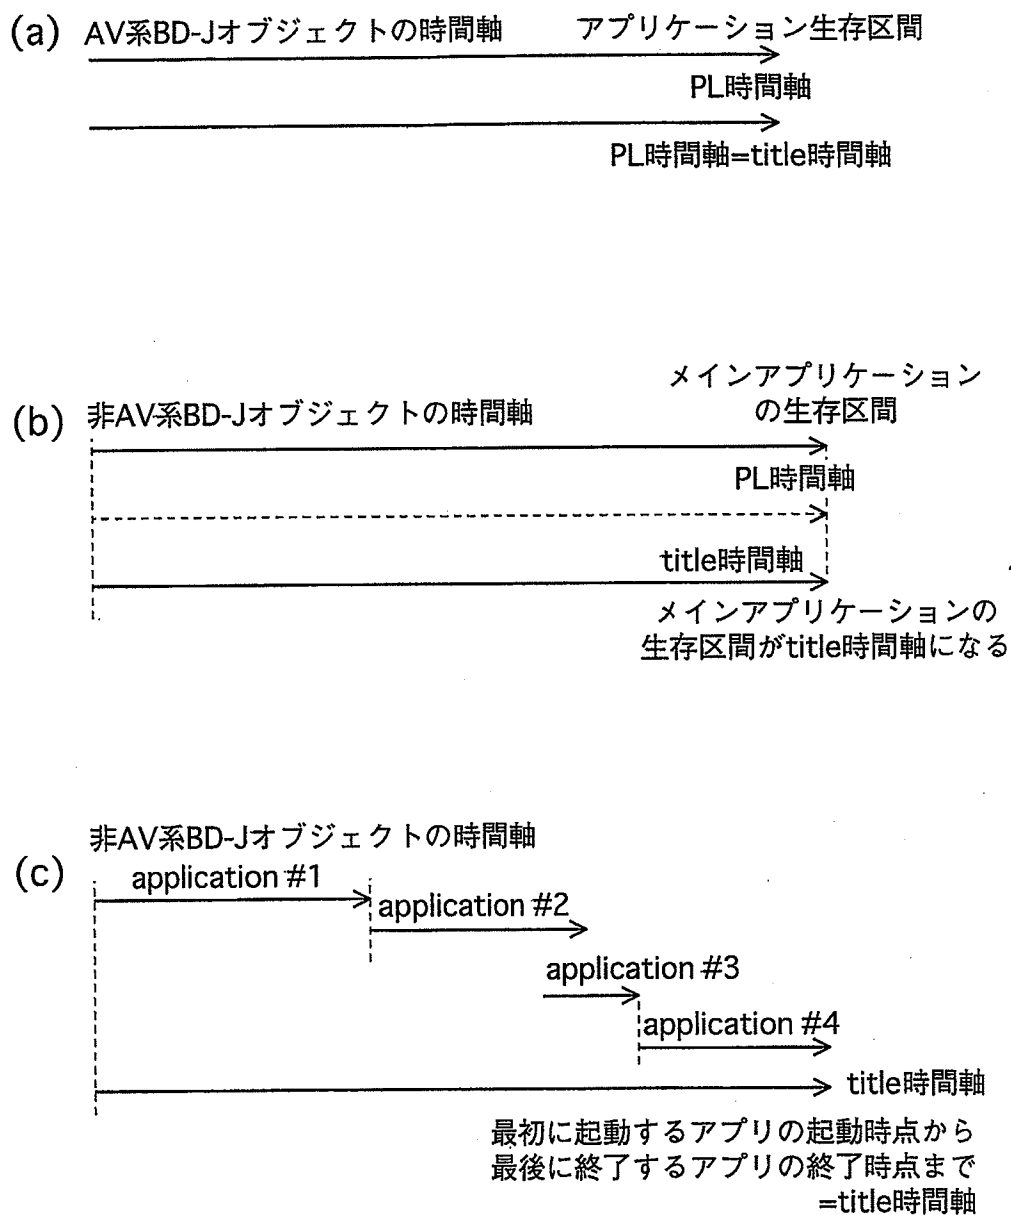 (a) AV系BD-Jオブジェクトの時間軸 アプリケーション生存区間
PL時間軸
PL時間軸=title時間軸
メインアプリケーション
の生存区間
(b) 非AV系BD-Jオブジェクトの時間軸
PL時間軸
title時間軸
メインアプリケーションの
生存区間がtitle時間軸になる
非AV系BD-Jオブジェクトの時間軸
(c) application #1
application #2
application #3
application #4
title時間軸
最初に起動するアプリの起動時点から
最後に終了するアプリの終了時点まで
=title時間軸